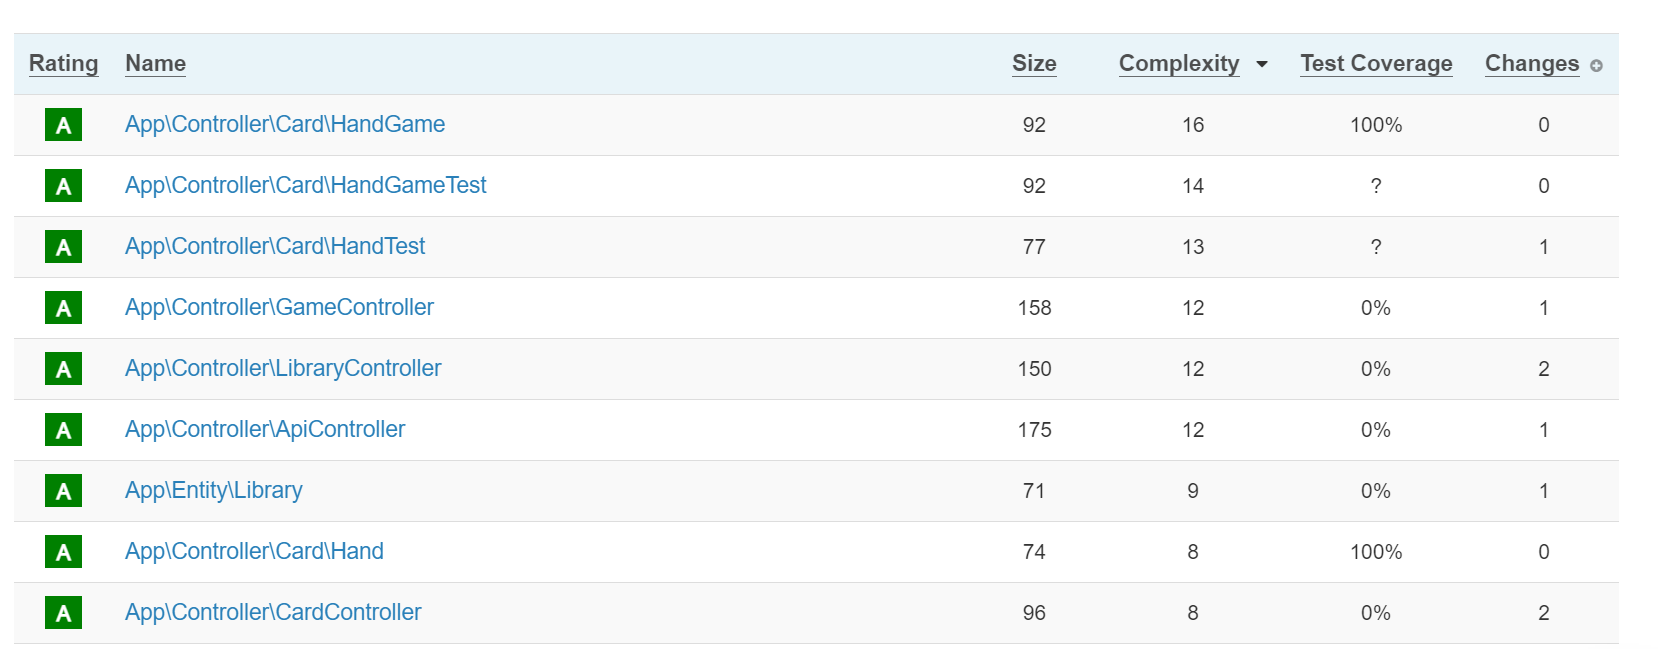 Rating Name Size Complexity Test Coverage Changes
A App\Controller\Card\HandGame 92 16 100% 0
A App\Controller\Card\HandGameTest 92 14 ? 0
A App\Controller\Card\HandTest 77 13 ? 1
A App\Controller\GameController 158 12 0% 1
A App\Controller\LibraryController 150 12 0% 2
A App\Controller\ApiController 175 12 0% 1
A App\Entity\Library 71 9 0% 1
A App\Controller\Card\Hand 74 8 100% 0
A App\Controller\CardController 96 8 0% 2